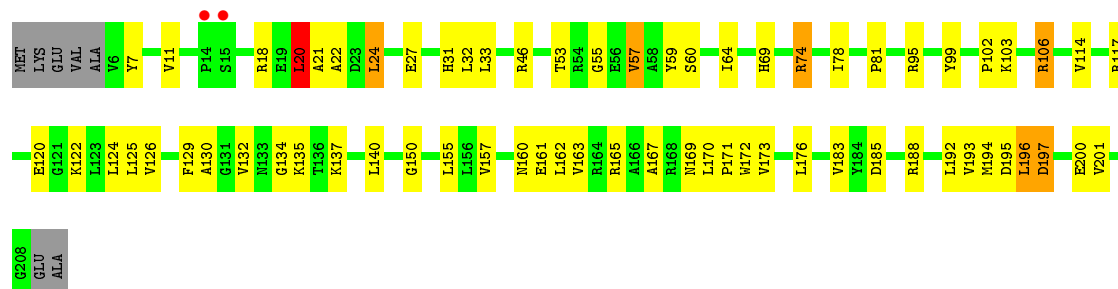 MET LYS GLU VAL ALA V6 Y7 V11 P14 S15 R18 E19 L20 A21 A22 D23 L24 E27 H31 L32 L33 R46 T53 R54 G55 E56 V57 A58 Y59 S60 I64 H69 R74 I78 P81 R95 Y99 P102 K103 R106 V114 R117
E120 G121 K122 L123 L124 L125 V126 F129 A130 G131 V132 N133 G134 K135 T136 K137 L140 G150 L155 L156 V157 N160 E161 L162 V163 R164 R165 A166 A167 R168 N169 L170 P171 W172 V173 L176 V183 Y184 D185 R188 L192 V193 M194 D195 L196 D197 E200 V201
G208 GLU ALA